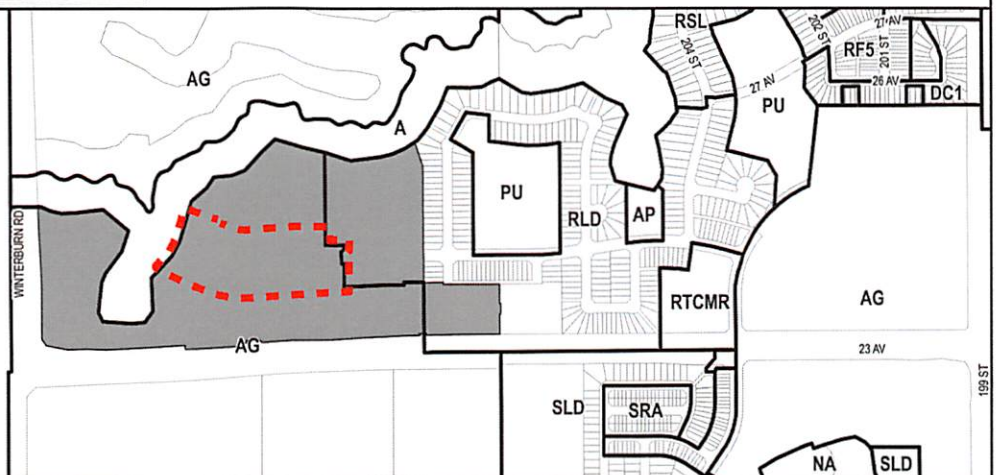 RSL
204 ST
202 ST
27 AV
RF5
201 ST
26 AV
DC1
27 AV
PU
AG
A
PU
RLD
AP
WINTERBURN RD
RTCMR
AG
AG
23 AV
199 ST
SLD
SRA
NA
SLD